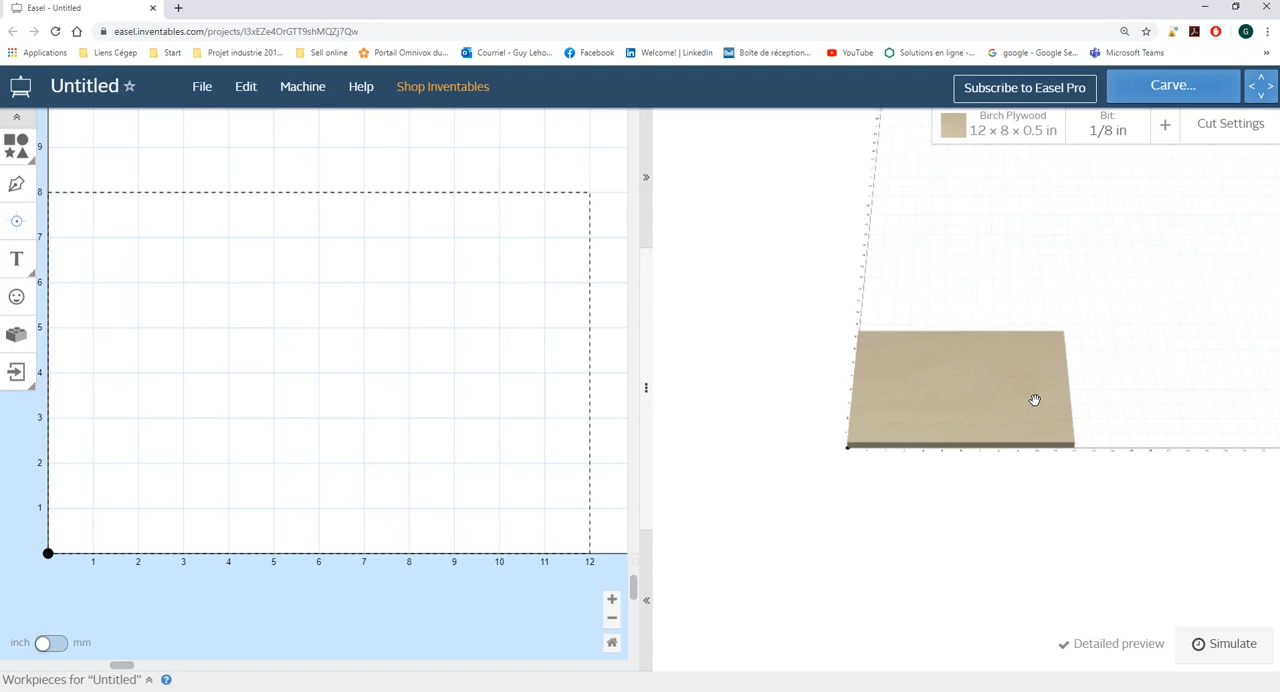 Easel - Untitled
easel.inventables.com/projects/I3xEZe4OrGTT9shMQZj7Qw
Applications Liens Cégep Start Projet industrie 201... Sell online Portail Omnivox du... Courriel - Guy Leho... Facebook Welcome! | LinkedIn Boîte de réception... YouTube Solutions en ligne -... google - Google Se... Microsoft Teams »
Untitled File Edit Machine Help Shop Inventables Subscribe to Easel Pro Carve...
Birch Plywood
12 × 8 × 0.5 in
Bit:
1/8 in
+ Cut Settings
9
8
7
6
5
4
3
2
1
1 2 3 4 5 6 7 8 9 10 11 12
T
inch mm
Detailed preview
Simulate
Workpieces for “Untitled”